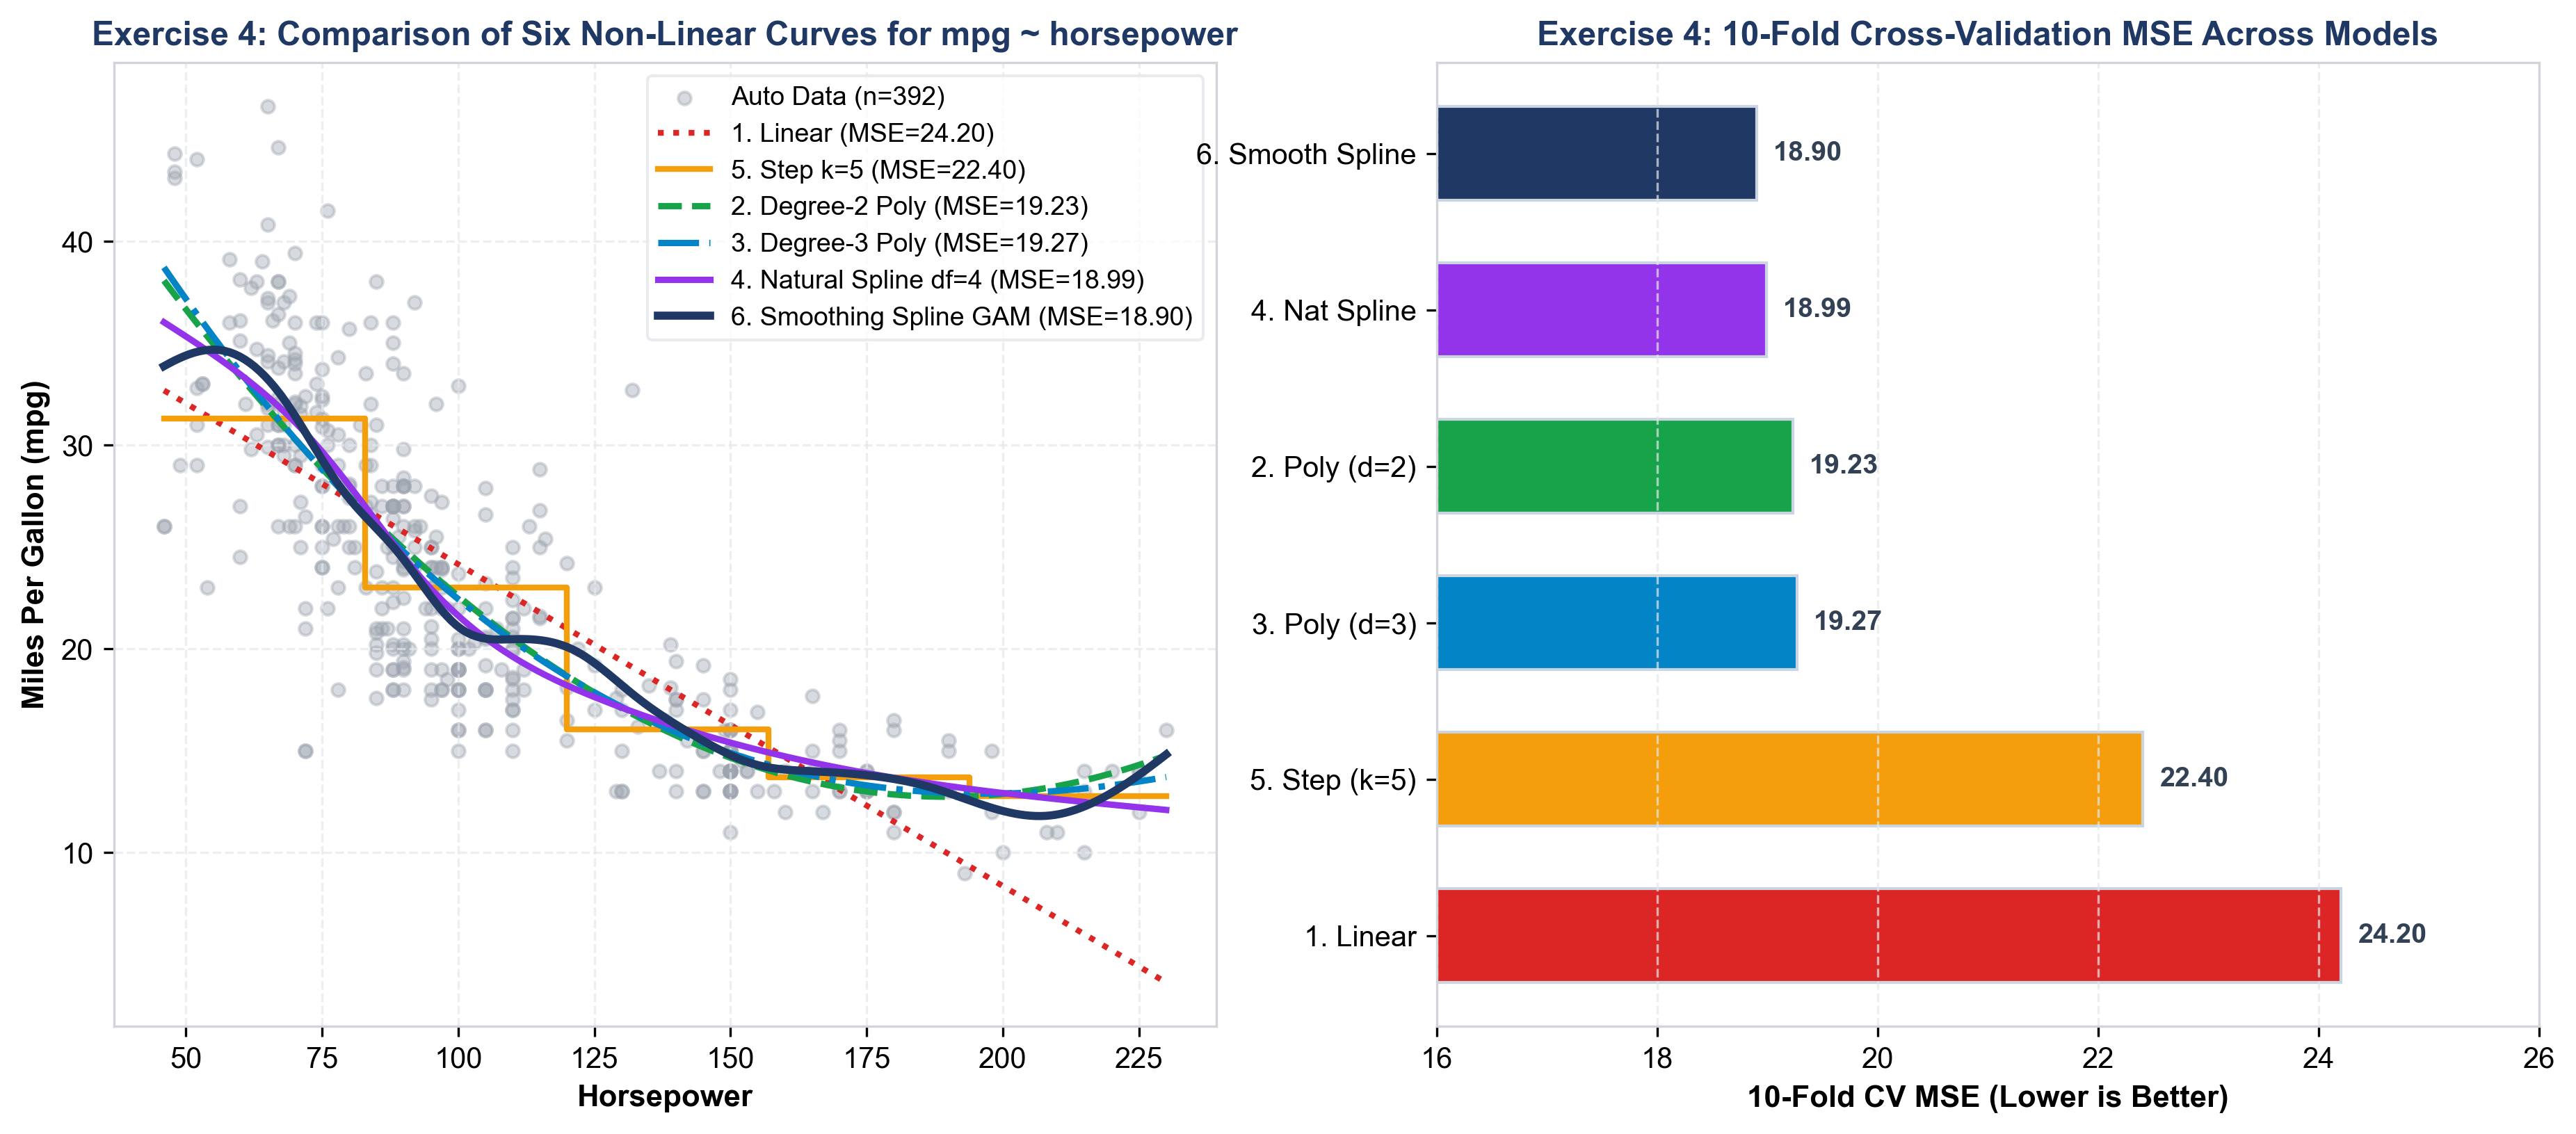 Exercise 4: Comparison of Six Non-Linear Curves for mpg ~ horsepower
Auto Data (n=392)
1. Linear (MSE=24.20)
5. Step k=5 (MSE=22.40)
2. Degree-2 Poly (MSE=19.23)
3. Degree-3 Poly (MSE=19.27)
4. Natural Spline df=4 (MSE=18.99)
6. Smoothing Spline GAM (MSE=18.90)
Miles Per Gallon (mpg)
40
30
20
10
50 75 100 125 150 175 200 225
Horsepower
Exercise 4: 10-Fold Cross-Validation MSE Across Models
6. Smooth Spline 18.90
4. Nat Spline 18.99
2. Poly (d=2) 19.23
3. Poly (d=3) 19.27
5. Step (k=5) 22.40
1. Linear 24.20
16 18 20 22 24 26
10-Fold CV MSE (Lower is Better)